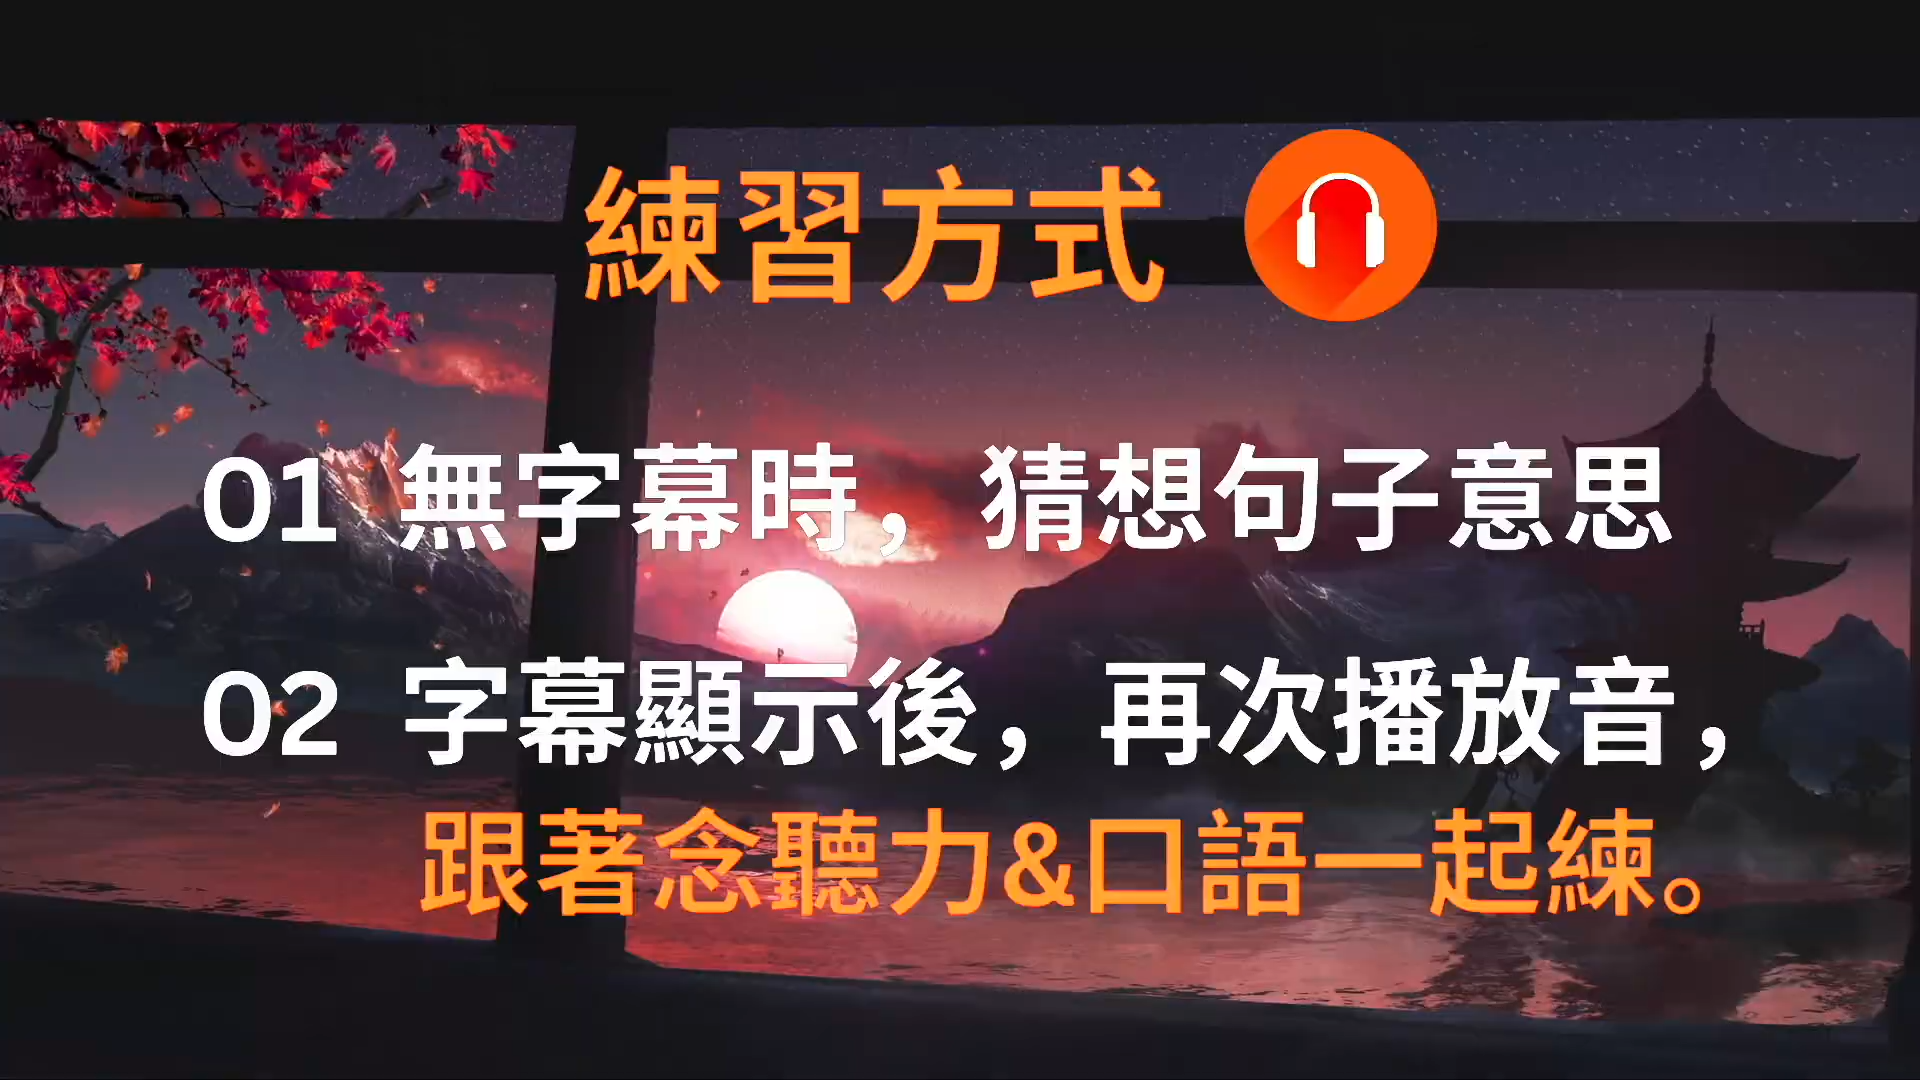 練習方式
01 無字幕時，猜想句子意思
02 字幕顯示後，再次播放音，
跟著念聽力&口語一起練。